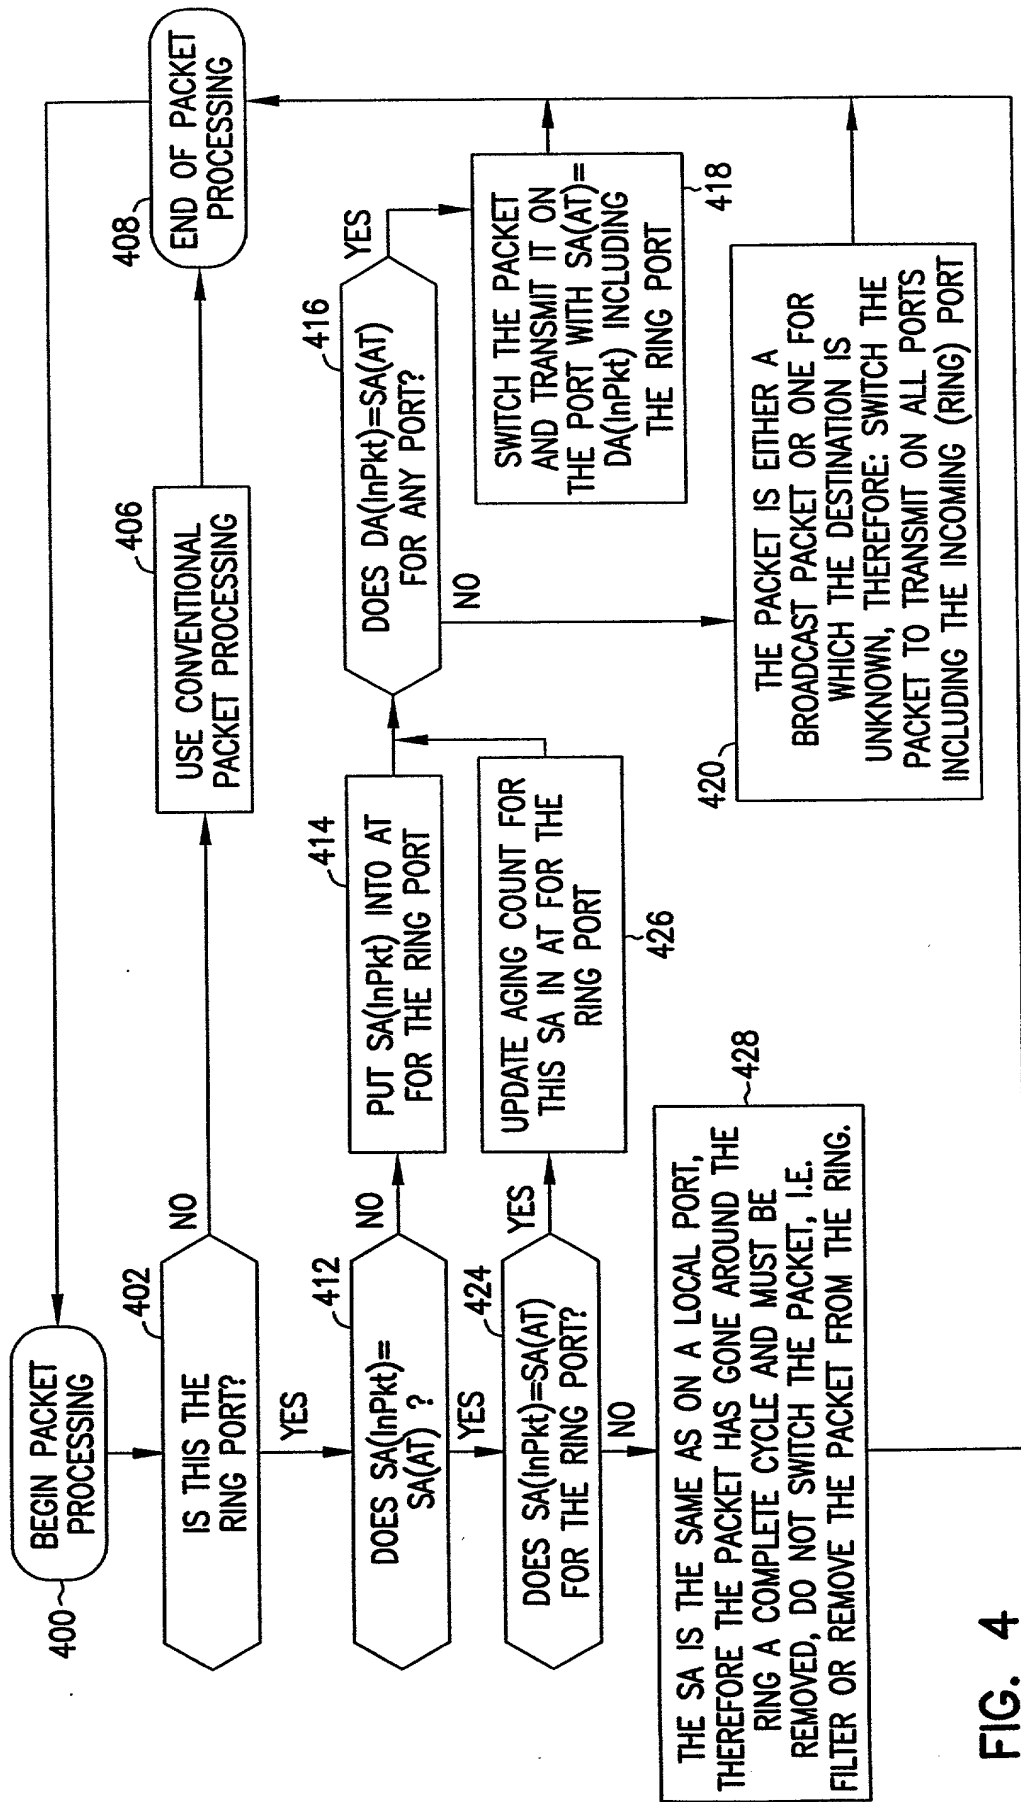 400
BEGIN PACKET
PROCESSING
402
IS THIS THE
RING PORT?
NO
YES
406
USE CONVENTIONAL
PACKET PROCESSING
408
END OF PACKET
PROCESSING
412
DOES SA(InPkt)=
SA(AT) ?
NO
YES
414
PUT SA(InPkt) INTO AT
FOR THE RING PORT
416
DOES DA(InPkt)=SA(AT)
FOR ANY PORT?
YES
NO
SWITCH THE PACKET
AND TRANSMIT IT ON
THE PORT WITH SA(AT)=
DA(InPkt) INCLUDING
THE RING PORT
418
424
DOES SA(InPkt)=SA(AT)
FOR THE RING PORT?
YES
NO
UPDATE AGING COUNT FOR
THIS SA IN AT FOR THE
RING PORT
426
420
THE PACKET IS EITHER A
BROADCAST PACKET OR ONE FOR
WHICH THE DESTINATION IS
UNKNOWN, THEREFORE: SWITCH THE
PACKET TO TRANSMIT ON ALL PORTS
INCLUDING THE INCOMING (RING) PORT
428
THE SA IS THE SAME AS ON A LOCAL PORT,
THEREFORE THE PACKET HAS GONE AROUND THE
RING A COMPLETE CYCLE AND MUST BE
REMOVED, DO NOT SWITCH THE PACKET, I.E.
FILTER OR REMOVE THE PACKET FROM THE RING.
FIG. 4